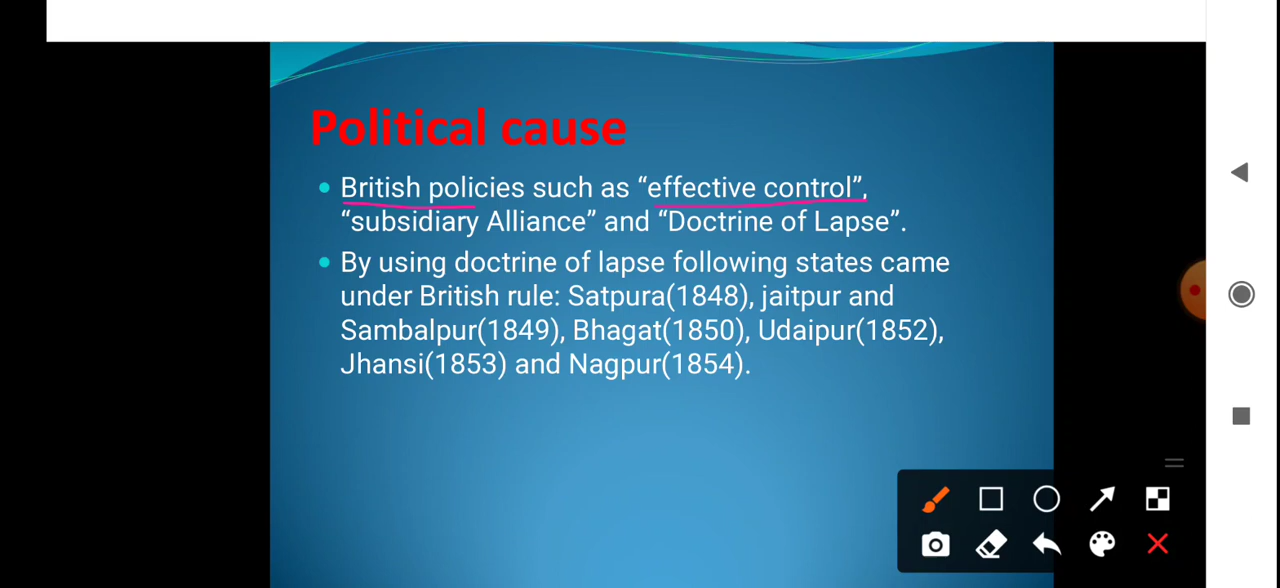 Political cause
British policies such as “effective control”,
“subsidiary Alliance” and “Doctrine of Lapse”.
By using doctrine of lapse following states came
under British rule: Satpura(1848), jaitpur and
Sambalpur(1849), Bhagat(1850), Udaipur(1852),
Jhansi(1853) and Nagpur(1854).